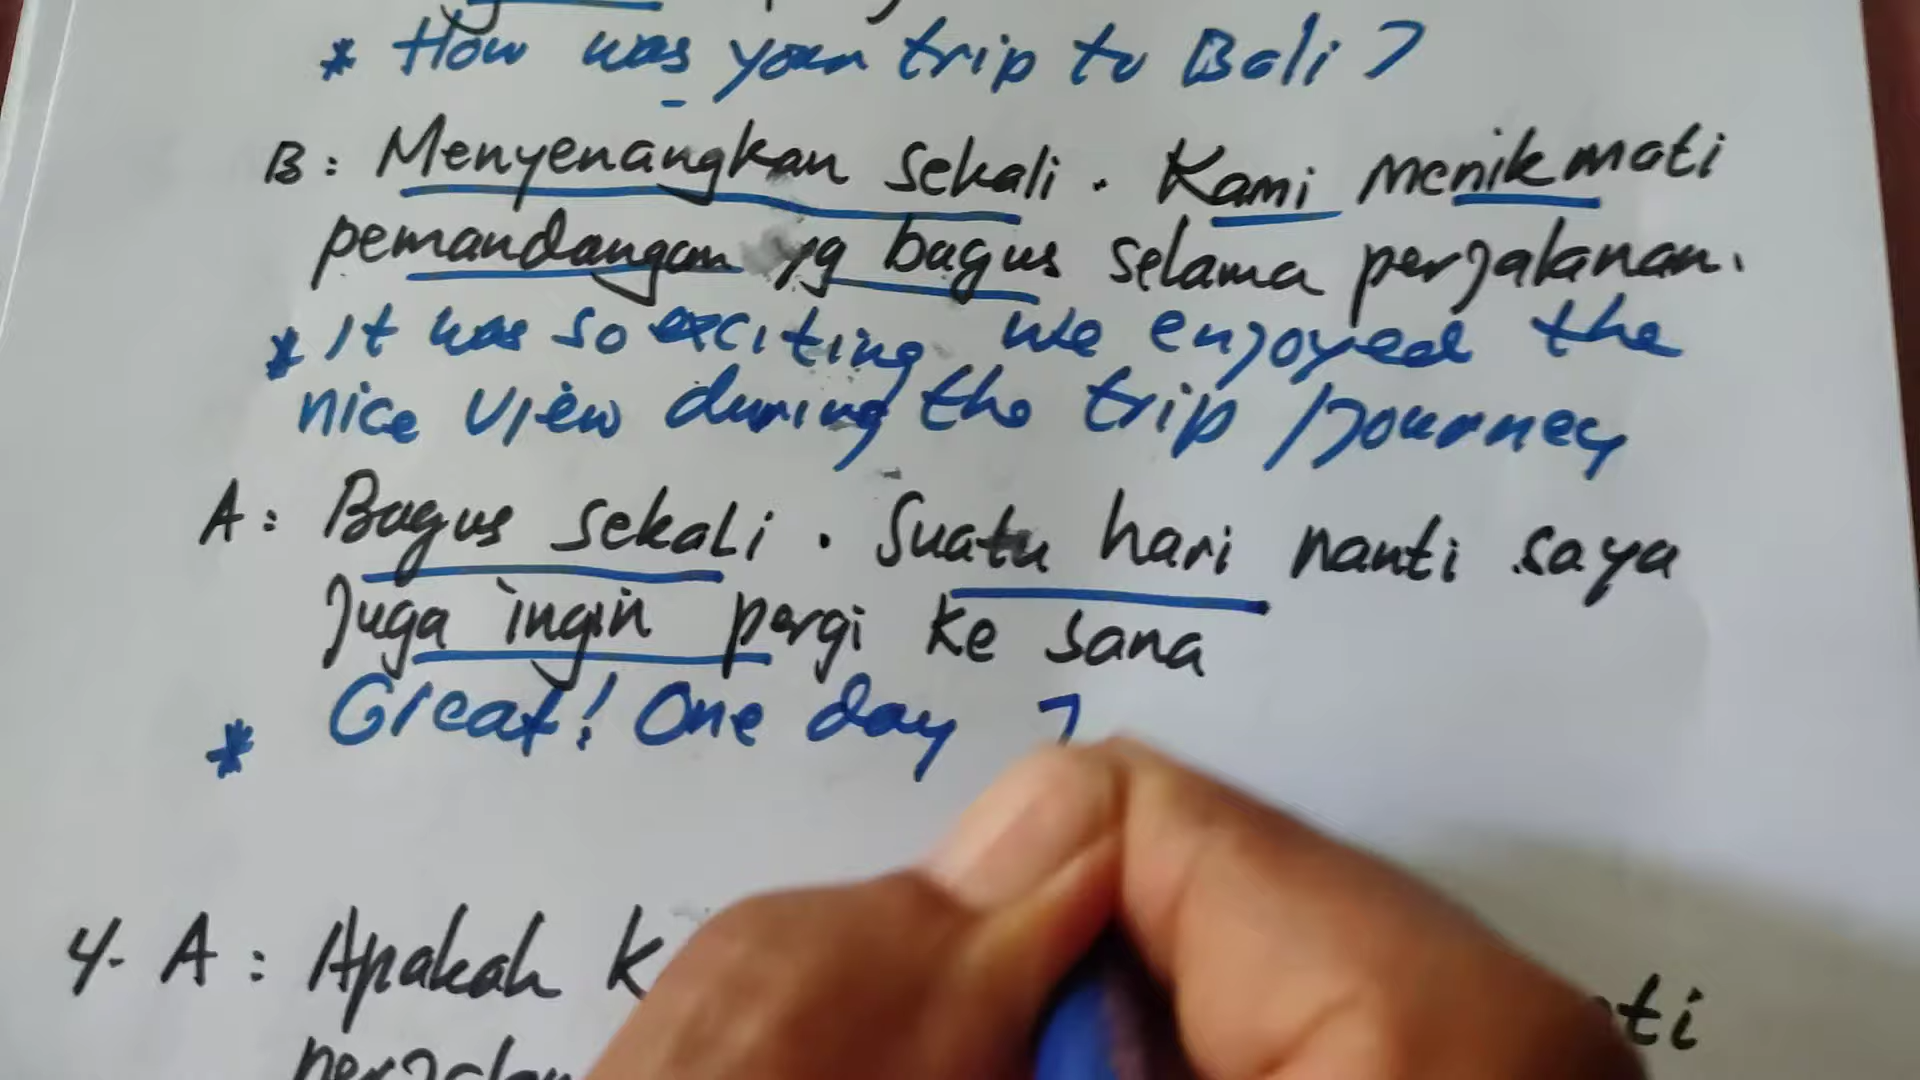 * How was your trip to Bali?
B: Menyenangkan sekali. Kami menikmati
pemandangan yg bagus selama perjalanan.
* It was so exciting. We enjoyed the
nice view during the trip / journey
A: Bagus sekali. Suatu hari nanti saya
juga ingin pergi ke sana
* Great! One day
4. A: Apakah